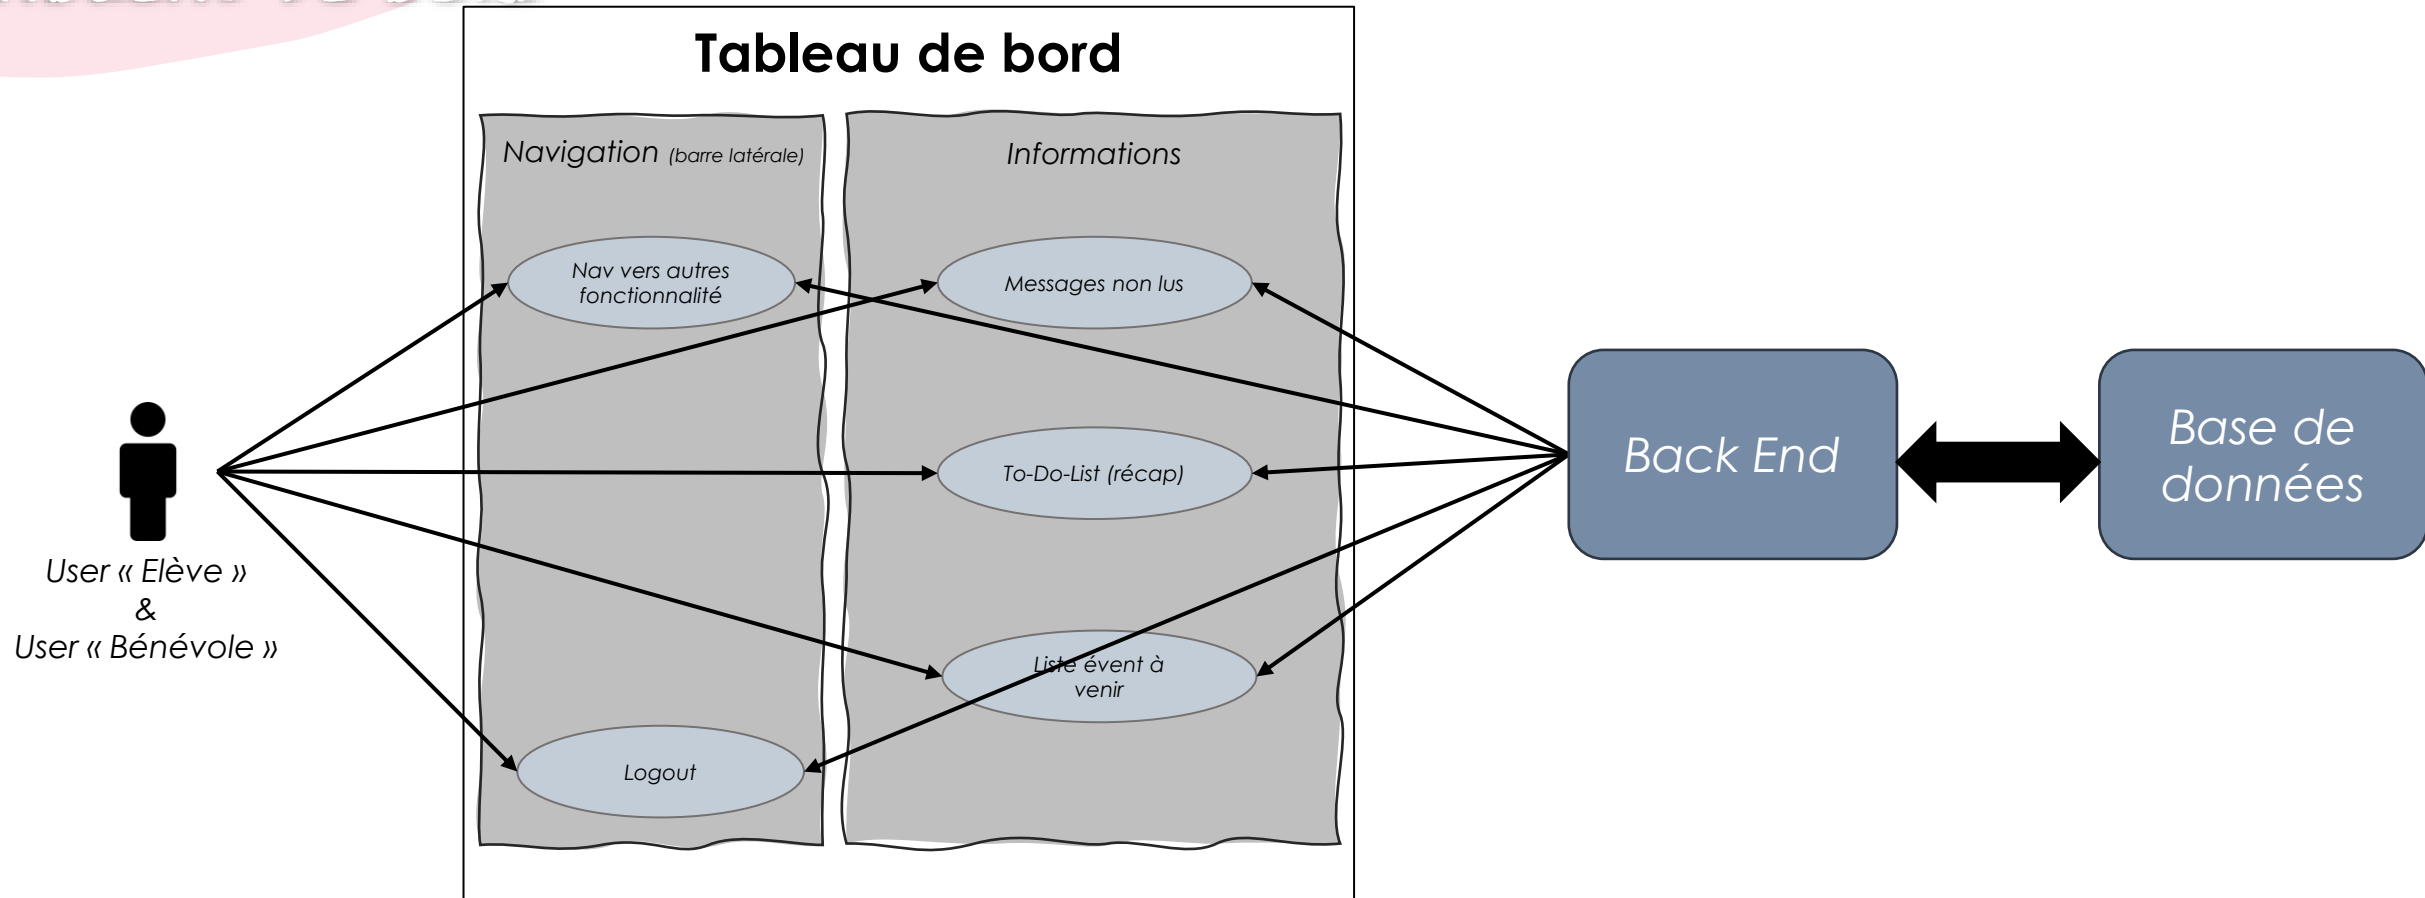 Tableau de bord
Navigation (barre latérale)
Informations
Nav vers autres
fonctionnalité
Messages non lus
To-Do-List (récap)
Liste évent à
venir
Logout
User « Elève »
&
User « Bénévole »
Back End
Base de
données